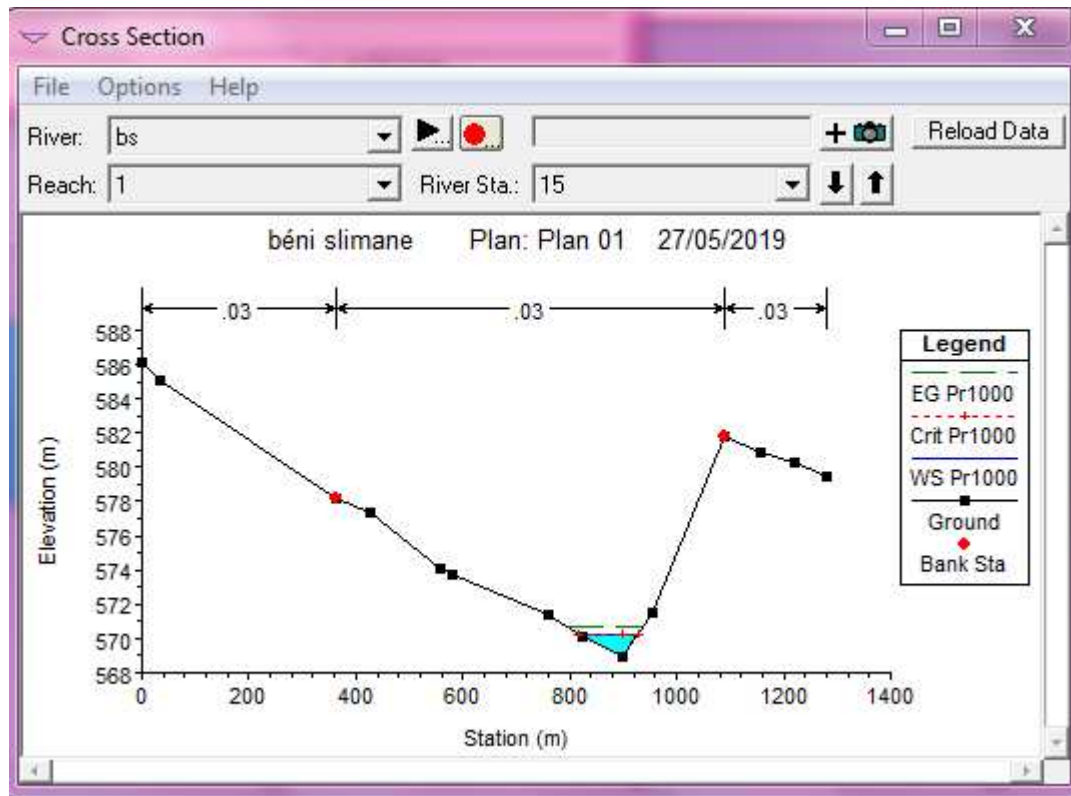 Cross Section
File Options Help
River: bs Reload Data
Reach: 1 River Sta.: 15
béni slimane Plan: Plan 01 27/05/2019
.03 .03 .03
588
586
584
582
580
578
576
574
572
570
568
Elevation (m)
0 200 400 600 800 1000 1200 1400
Station (m)
Legend
EG Pr1000
Crit Pr1000
WS Pr1000
Ground
Bank Sta